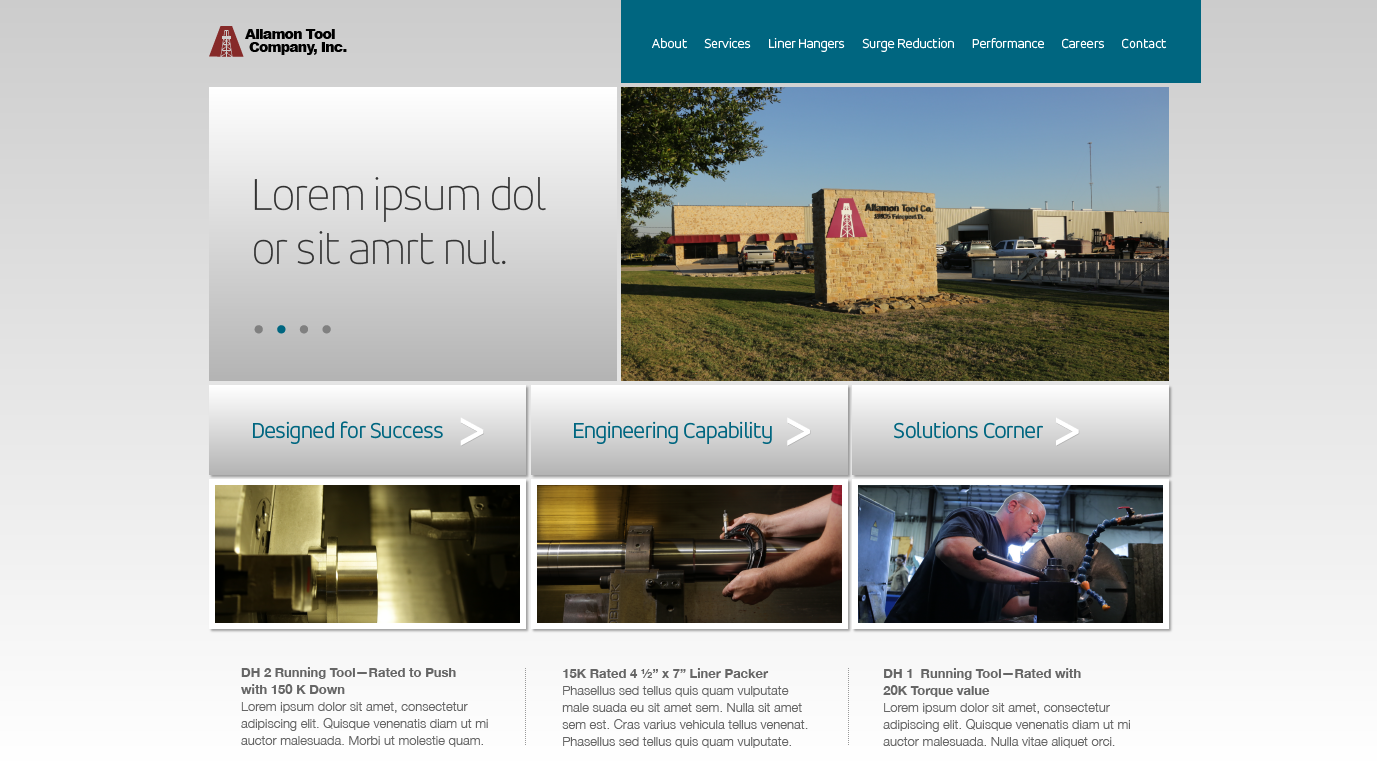 Allamon Tool
Company, Inc.
About Services Liner Hangers Surge Reduction Performance Careers Contact
Lorem ipsum dol
or sit amrt nul.
Allamon Tool Co.
Designed for Success >
Engineering Capability >
Solutions Corner >
DH 2 Running Tool—Rated to Push
with 150 K Down
Lorem ipsum dolor sit amet, consectetur
adipiscing elit. Quisque venenatis diam ut mi
auctor malesuada. Morbi ut molestie quam.
15K Rated 4 ½” x 7” Liner Packer
Phasellus sed tellus quis quam vulputate
male suada eu sit amet sem. Nulla sit amet
sem est. Cras varius vehicula tellus venenat.
Phasellus sed tellus quis quam vulputate.
DH 1  Running Tool—Rated with
20K Torque value
Lorem ipsum dolor sit amet, consectetur
adipiscing elit. Quisque venenatis diam ut mi
auctor malesuada. Nulla vitae aliquet orci.